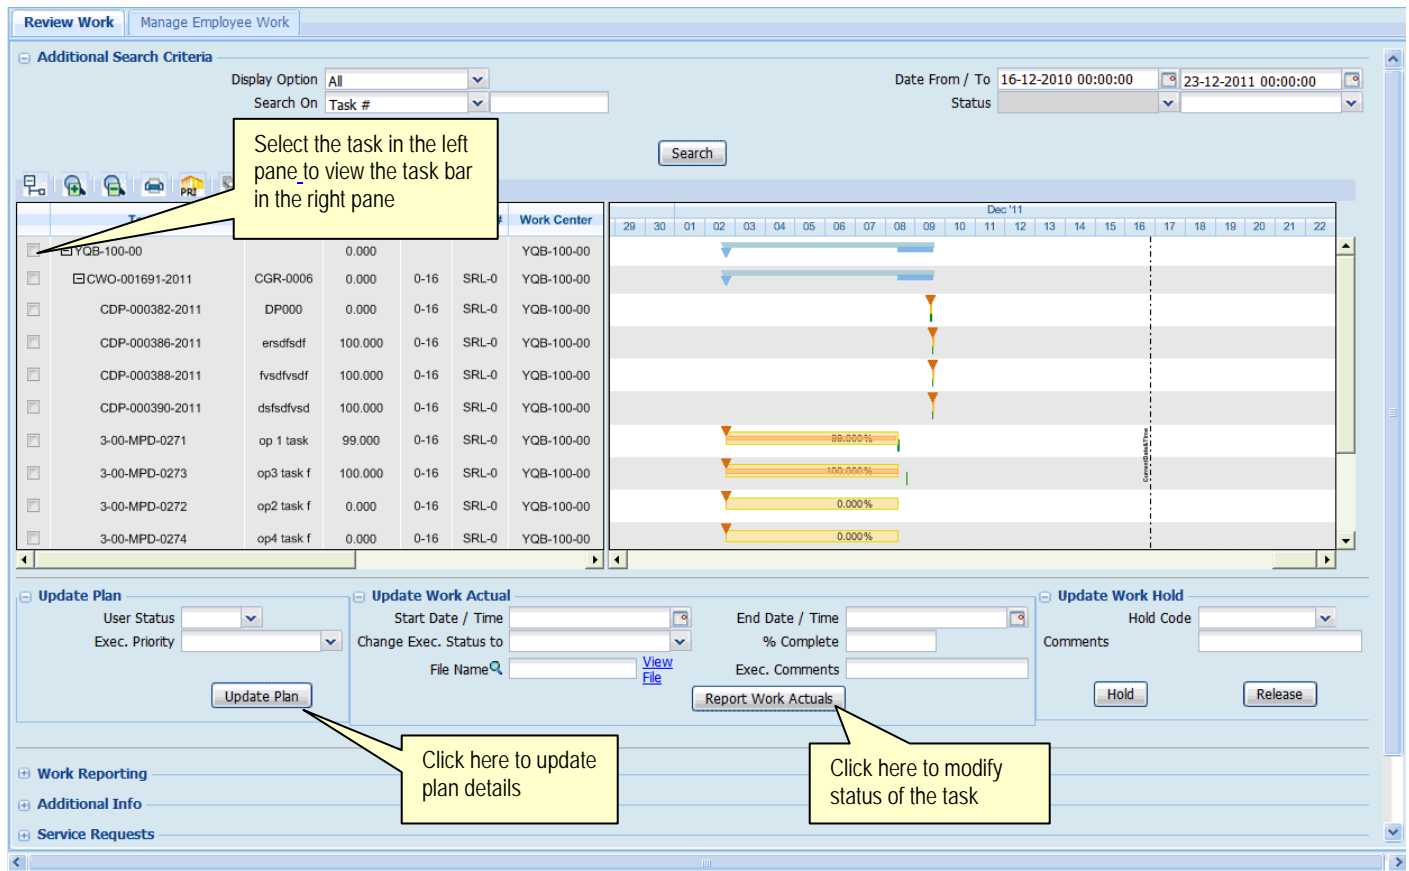 Review Work
Manage Employee Work
Additional Search Criteria
Display Option All
Date From / To 16-12-2010 00:00:00 23-12-2011 00:00:00
Search On Task #
Status
Search
Select the task in the left
pane to view the task bar
in the right pane
PRI
# Work Center
Dec '11
29 30 01 02 03 04 05 06 07 08 09 10 11 12 13 14 15 16 17 18 19 20 21 22
YQB-100-00 0.000 YQB-100-00
CWO-001691-2011 CGR-0006 0.000 0-16 SRL-0 YQB-100-00
CDP-000382-2011 DP000 0.000 0-16 SRL-0 YQB-100-00
CDP-000386-2011 ersdfsdf 100.000 0-16 SRL-0 YQB-100-00
CDP-000388-2011 fvsdfvsdf 100.000 0-16 SRL-0 YQB-100-00
CDP-000390-2011 dsfsdfvsd 100.000 0-16 SRL-0 YQB-100-00
3-00-MPD-0271 op 1 task 99.000 0-16 SRL-0 YQB-100-00 99.000%
3-00-MPD-0273 op3 task f 100.000 0-16 SRL-0 YQB-100-00 100.000%
3-00-MPD-0272 op2 task f 0.000 0-16 SRL-0 YQB-100-00 0.000%
3-00-MPD-0274 op4 task f 0.000 0-16 SRL-0 YQB-100-00 0.000%
CurrentDate&Time
Update Plan
User Status
Exec. Priority
Update Plan
Update Work Actual
Start Date / Time
End Date / Time
Change Exec. Status to
% Complete
File Name
View
File
Exec. Comments
Report Work Actuals
Update Work Hold
Hold Code
Comments
Hold
Release
Click here to update
plan details
Click here to modify
status of the task
Work Reporting
Additional Info
Service Requests